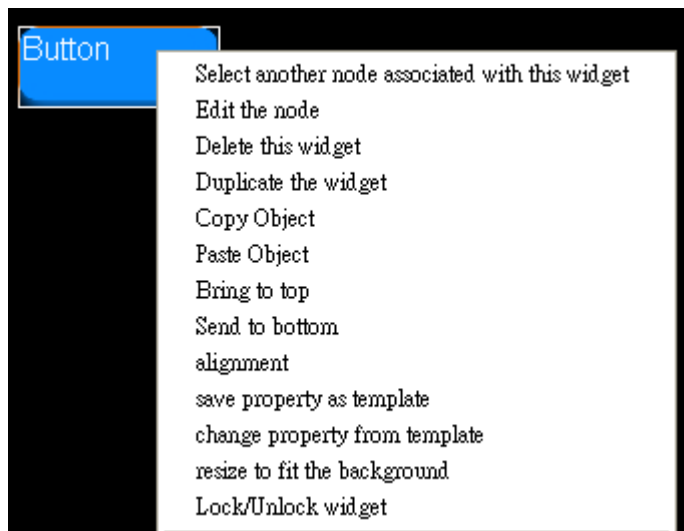 Button
Select another node associated with this widget
Edit the node
Delete this widget
Duplicate the widget
Copy Object
Paste Object
Bring to top
Send to bottom
alignment
save property as template
change property from template
resize to fit the background
Lock/Unlock widget